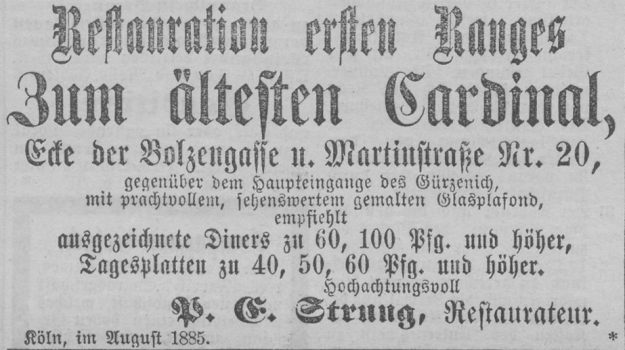 Restauration ersten Ranges
Zum ältesten Cardinal,
Ecke der Bolzengasse u. Martinstraße Nr. 20,
gegenüber dem Haupteingange des Gürzenich,
mit prachtvollem, sehenswertem gemalten Glasplafond,
empfiehlt
ausgezeichnete Diners zu 60, 100 Pfg. und höher,
Tagesplatten zu 40, 50, 60 Pfg. und höher.
Hochachtungsvoll
P. E. Strung, Restaurateur.
Köln, im August 1885. *